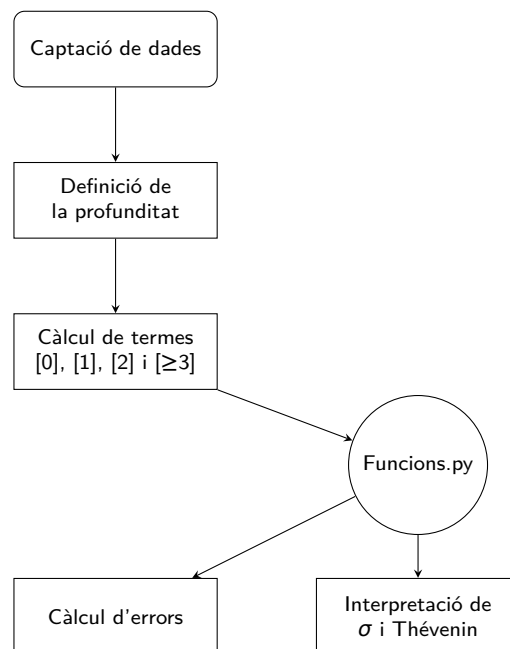 Captació de dades
Definició de
la profunditat
Càlcul de termes
[0], [1], [2] i [≥3]
Funcions.py
Càlcul d'errors
Interpretació de
σ i Thévenin